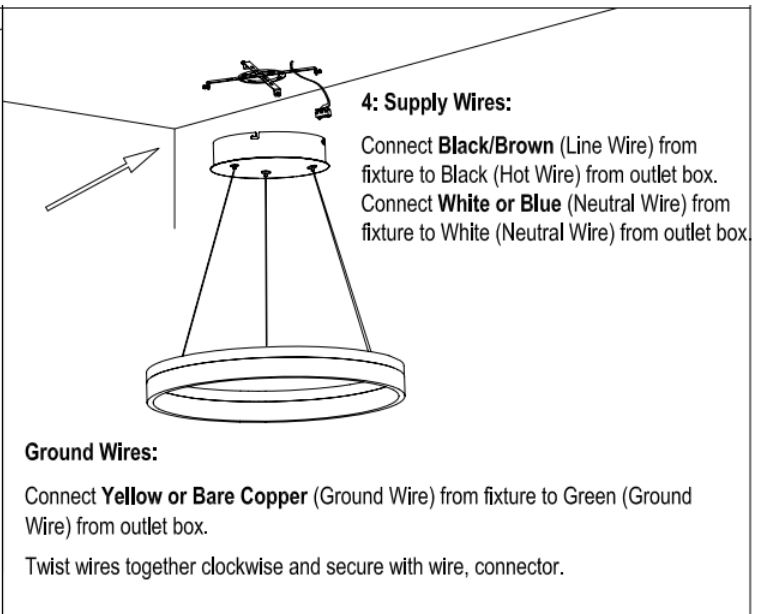 4: Supply Wires:
Connect Black/Brown (Line Wire) from
fixture to Black (Hot Wire) from outlet box.
Connect White or Blue (Neutral Wire) from
fixture to White (Neutral Wire) from outlet box.
Ground Wires:
Connect Yellow or Bare Copper (Ground Wire) from fixture to Green (Ground
Wire) from outlet box.
Twist wires together clockwise and secure with wire, connector.